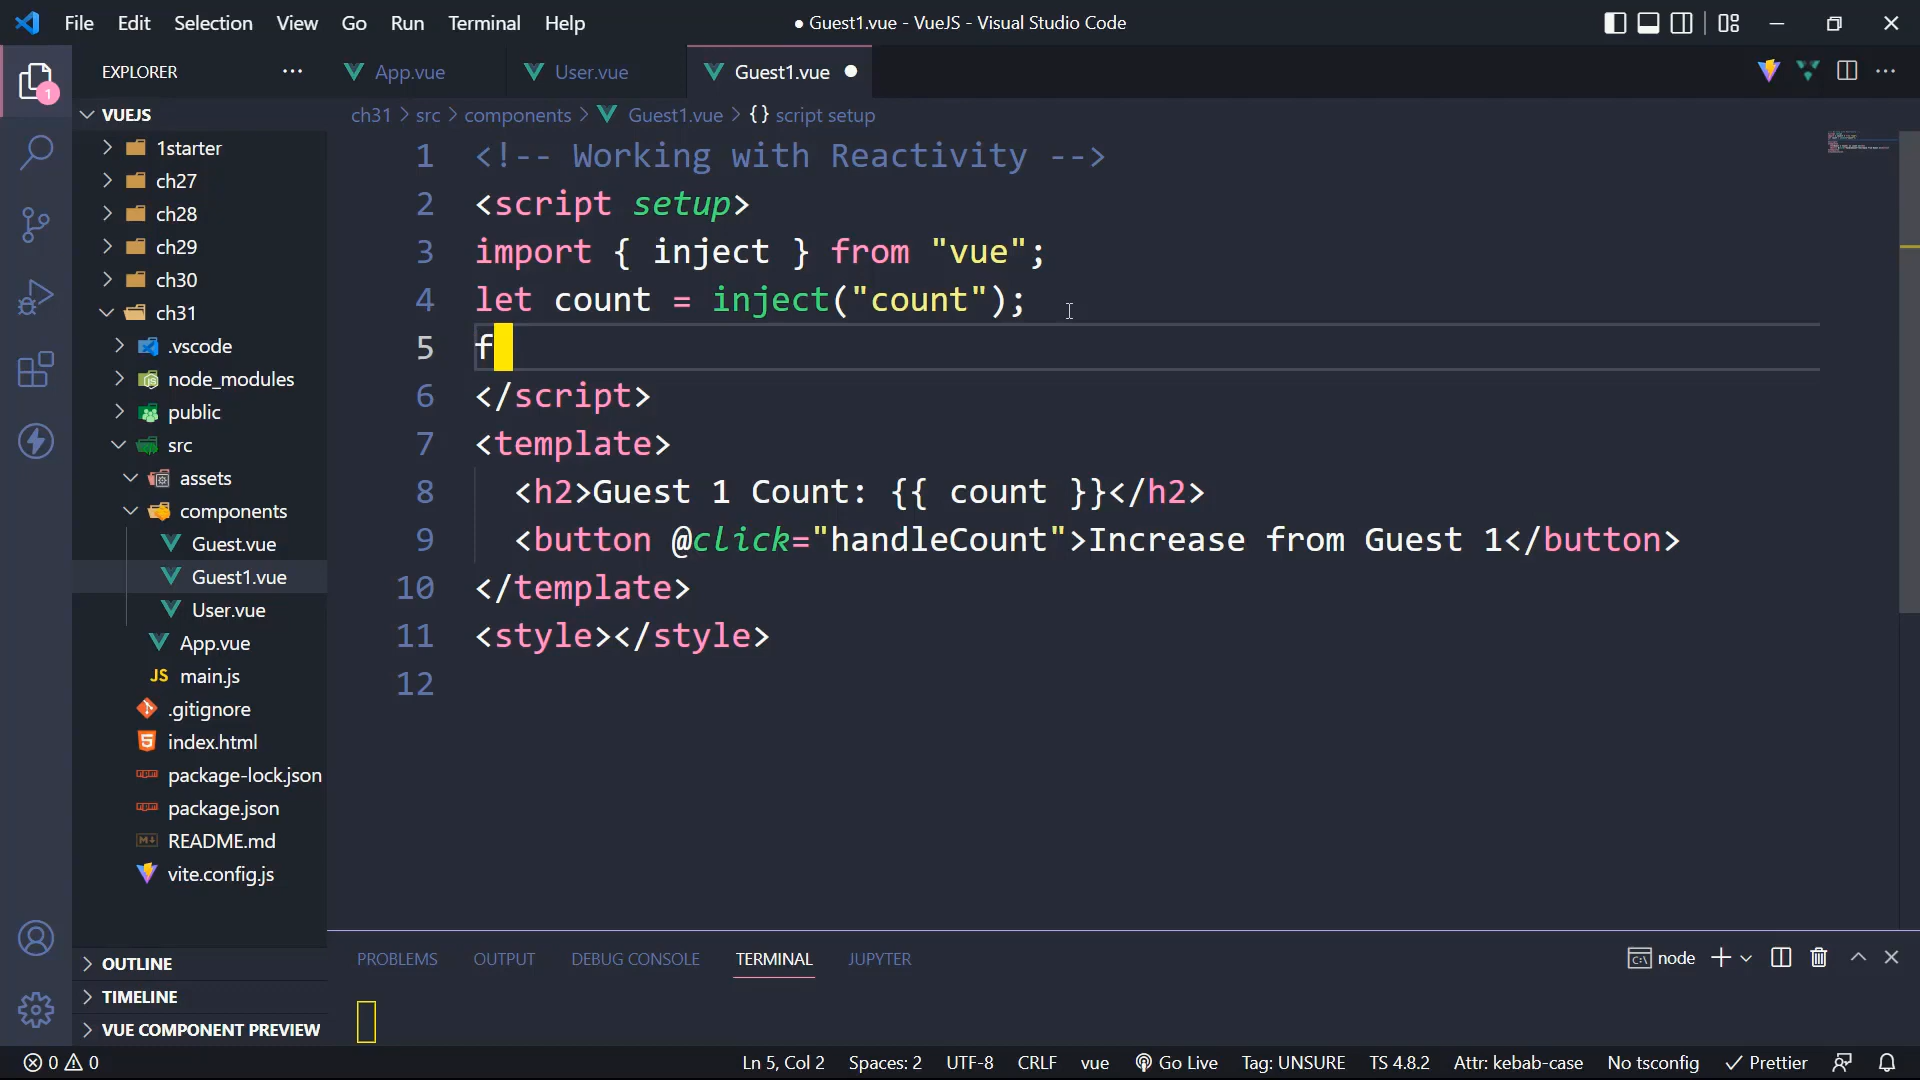 File Edit Selection View Go Run Terminal Help
● Guest1.vue - VueJS - Visual Studio Code
EXPLORER ···
App.vue User.vue Guest1.vue ●
VUEJS
1starter
ch27
ch28
ch29
ch30
ch31
.vscode
node_modules
public
src
assets
components
Guest.vue
Guest1.vue
User.vue
App.vue
JS main.js
.gitignore
index.html
package-lock.json
package.json
README.md
vite.config.js
OUTLINE
TIMELINE
VUE COMPONENT PREVIEW
1
ch31 > src > components > Guest1.vue > {} script setup
1 <!-- Working with Reactivity -->
2 <script setup>
3 import { inject } from "vue";
4 let count = inject("count");
5 f
6 </script>
7 <template>
8 <h2>Guest 1 Count: {{ count }}</h2>
9 <button @click="handleCount">Increase from Guest 1</button>
10 </template>
11 <style></style>
12
PROBLEMS OUTPUT DEBUG CONSOLE TERMINAL JUPYTER
node
0 0 Ln 5, Col 2 Spaces: 2 UTF-8 CRLF vue Go Live Tag: UNSURE TS 4.8.2 Attr: kebab-case No tsconfig Prettier